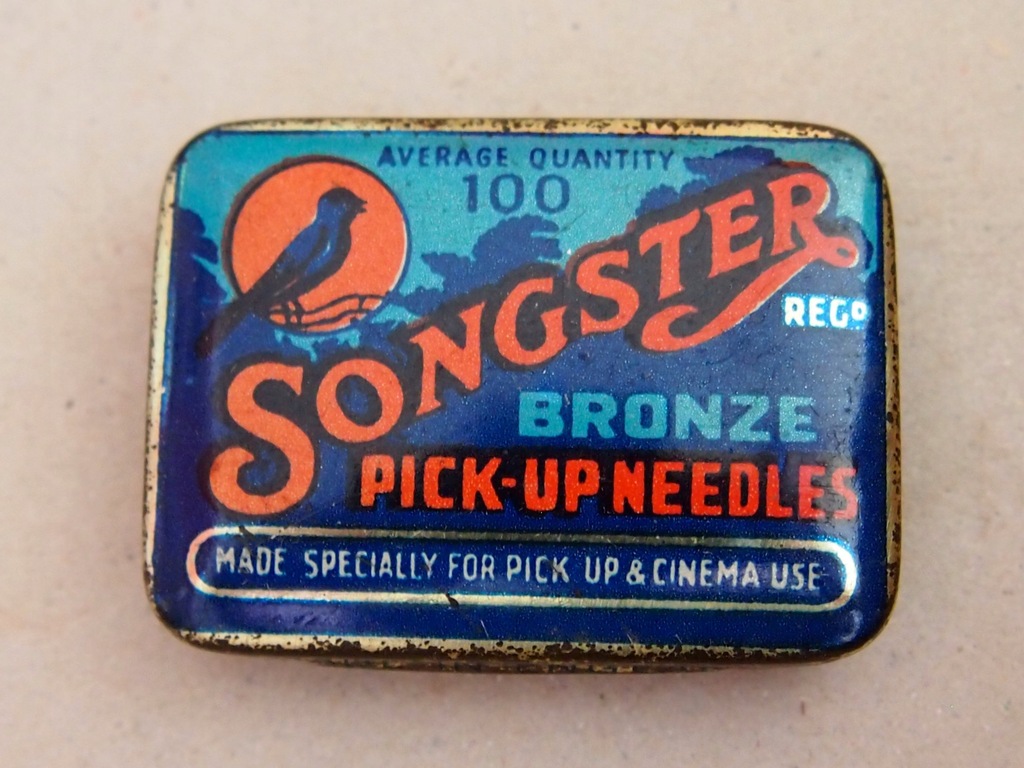 AVERAGE QUANTITY
100
SONGSTER
REGD
BRONZE
PICK-UP NEEDLES
MADE SPECIALLY FOR PICK UP & CINEMA USE